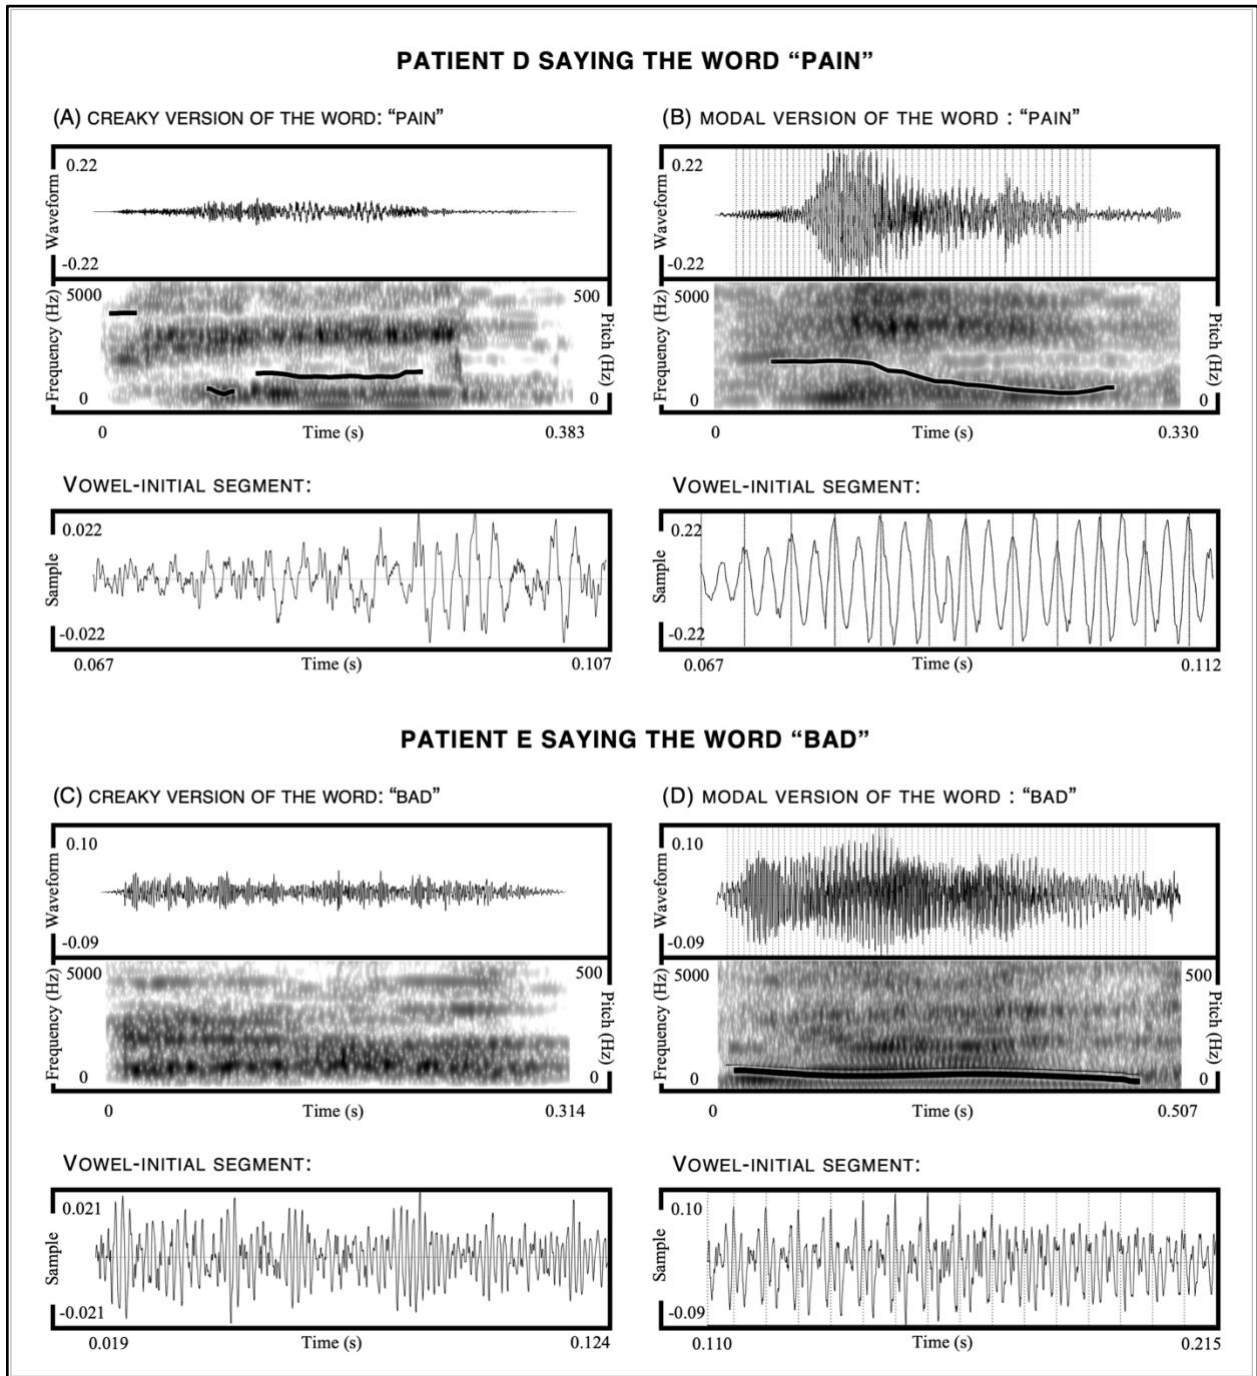 PATIENT D SAYING THE WORD “PAIN”
(A) CREAKY VERSION OF THE WORD: “PAIN”
0.22
Waveform
-0.22
5000
500
Frequency (Hz)
Pitch (Hz)
0
0
0
Time (s)
0.383
VOWEL-INITIAL SEGMENT:
0.022
Sample
-0.022
0.067
Time (s)
0.107
(B) MODAL VERSION OF THE WORD : “PAIN”
0.22
Waveform
-0.22
5000
500
Frequency (Hz)
Pitch (Hz)
0
0
0
Time (s)
0.330
VOWEL-INITIAL SEGMENT:
0.22
Sample
-0.22
0.067
Time (s)
0.112
PATIENT E SAYING THE WORD “BAD”
(C) CREAKY VERSION OF THE WORD: “BAD”
0.10
Waveform
-0.09
5000
500
Frequency (Hz)
Pitch (Hz)
0
0
0
Time (s)
0.314
VOWEL-INITIAL SEGMENT:
0.021
Sample
-0.021
0.019
Time (s)
0.124
(D) MODAL VERSION OF THE WORD : “BAD”
0.10
Waveform
-0.09
5000
500
Frequency (Hz)
Pitch (Hz)
0
0
0
Time (s)
0.507
VOWEL-INITIAL SEGMENT:
0.10
Sample
-0.09
0.110
Time (s)
0.215